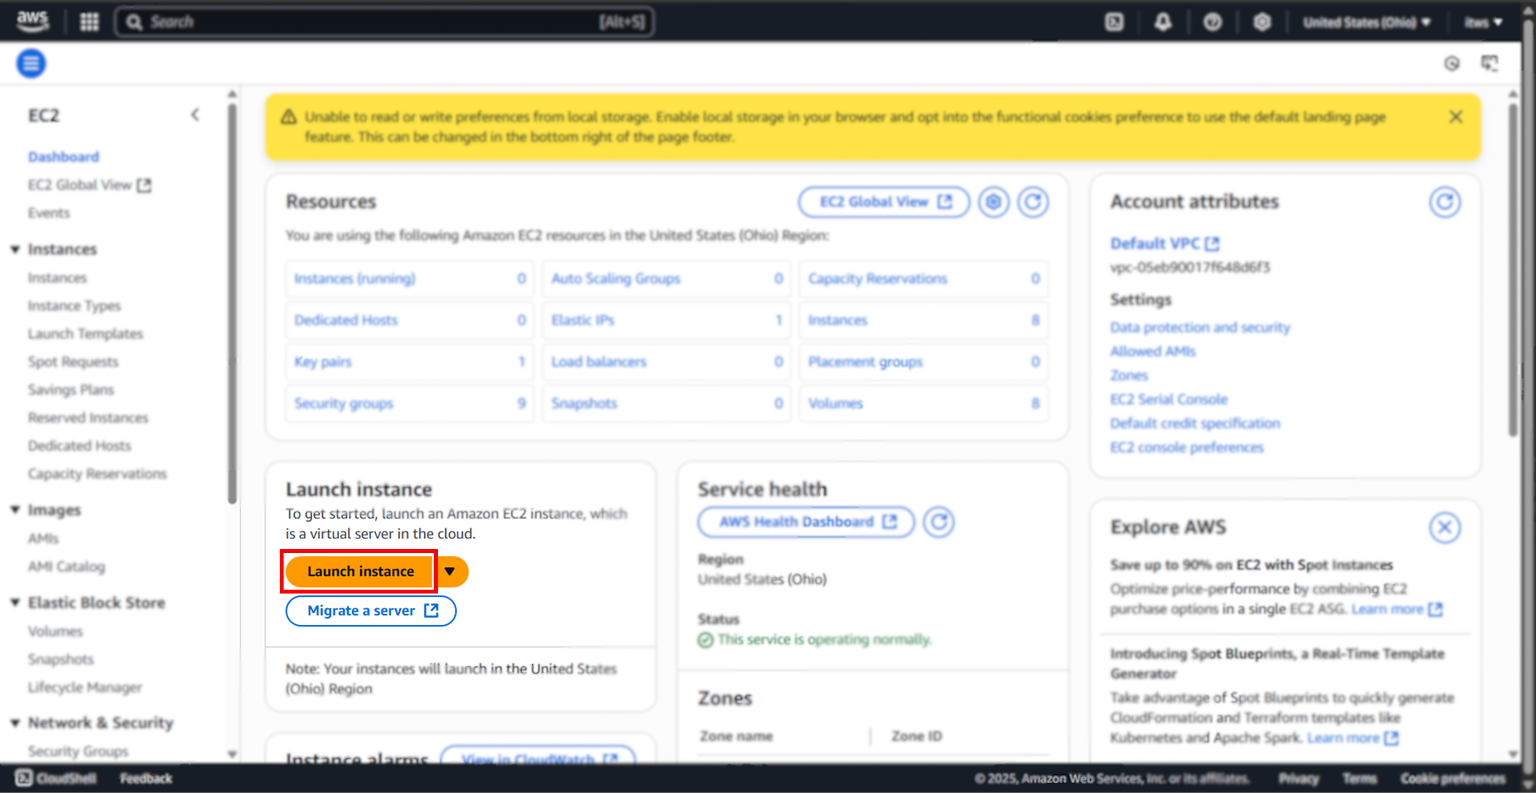 aws
Search
[Alt+S]
United States (Ohio)
itws
EC2
Dashboard
EC2 Global View
Events
Instances
Instances
Instance Types
Launch Templates
Spot Requests
Savings Plans
Reserved Instances
Dedicated Hosts
Capacity Reservations
Images
AMIs
AMI Catalog
Elastic Block Store
Volumes
Snapshots
Lifecycle Manager
Network & Security
Security Groups
Unable to read or write preferences from local storage. Enable local storage in your browser and opt into the functional cookies preference to use the default landing page
feature. This can be changed in the bottom right of the page footer.
Resources
EC2 Global View
You are using the following Amazon EC2 resources in the United States (Ohio) Region:
Instances (running) 0
Auto Scaling Groups 0
Capacity Reservations 0
Dedicated Hosts 0
Elastic IPs 1
Instances 8
Key pairs 1
Load balancers 0
Placement groups 0
Security groups 9
Snapshots 0
Volumes 8
Launch instance
To get started, launch an Amazon EC2 instance, which
is a virtual server in the cloud.
Launch instance
Migrate a server
Note: Your instances will launch in the United States
(Ohio) Region
Instance alarms
View in CloudWatch
Service health
AWS Health Dashboard
Region
United States (Ohio)
Status
This service is operating normally.
Zones
Zone name
Zone ID
Account attributes
Default VPC
vpc-05eb90017f648d6f3
Settings
Data protection and security
Allowed AMIs
Zones
EC2 Serial Console
Default credit specification
EC2 console preferences
Explore AWS
Save up to 90% on EC2 with Spot Instances
Optimize price-performance by combining EC2
purchase options in a single EC2 ASG. Learn more
Introducing Spot Blueprints, a Real-Time Template
Generator
Take advantage of Spot Blueprints to quickly generate
CloudFormation and Terraform templates like
Kubernetes and Apache Spark. Learn more
CloudShell
Feedback
© 2025, Amazon Web Services, Inc. or its affiliates.
Privacy
Terms
Cookie preferences